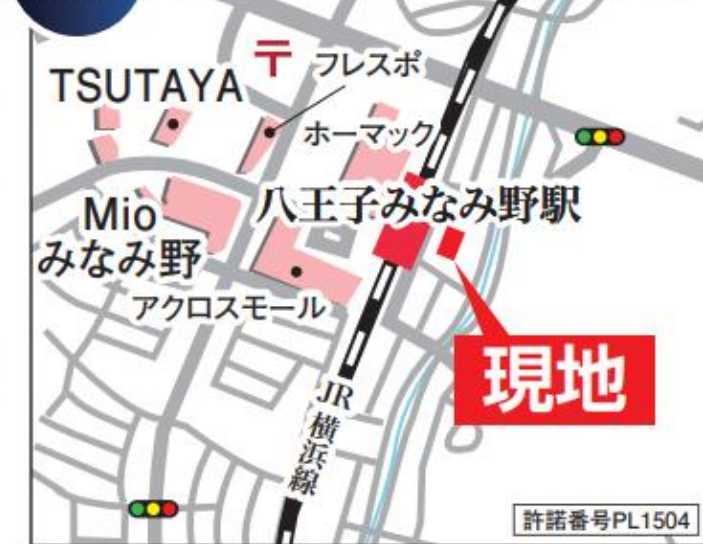 〒
フレスポ
TSUTAYA
ホーマック
八王子みなみ野駅
Mio
みなみ野
アクロスモール
現地
JR横浜線
許諾番号PL1504